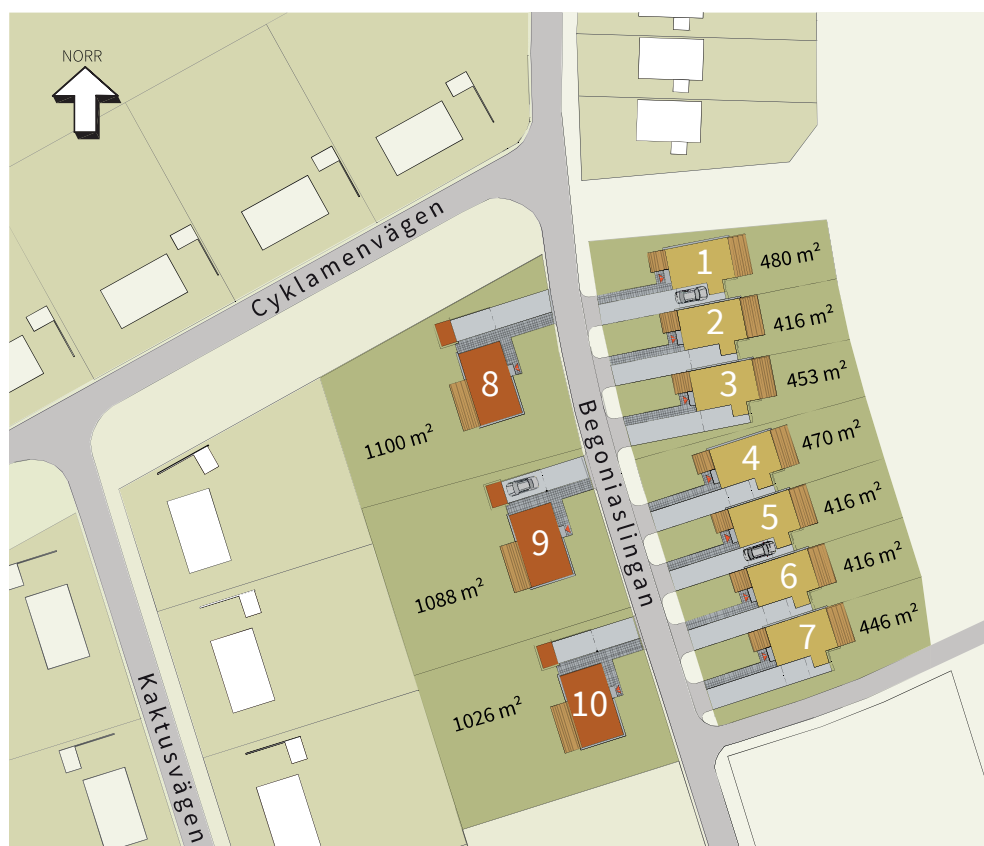 NORR
Cyklamenvägen
1
480 m²
2
416 m²
3
453 m²
8
1100 m²
Begoniaslingan
4
470 m²
5
416 m²
9
1088 m²
6
416 m²
7
446 m²
10
1026 m²
Kaktusvägen